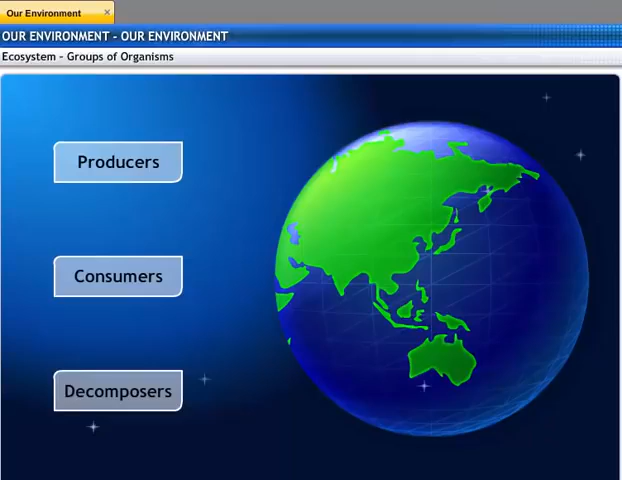 Our Environment
OUR ENVIRONMENT - OUR ENVIRONMENT
Ecosystem - Groups of Organisms
Producers
Consumers
Decomposers